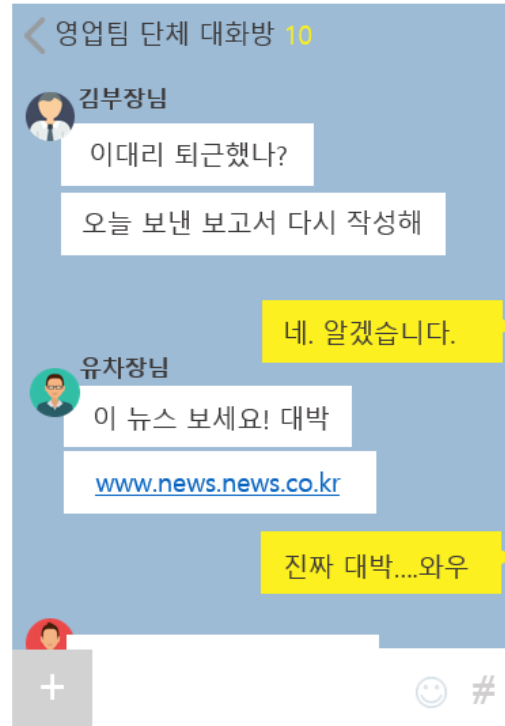 영업팀 단체 대화방 10
김부장님
이대리 퇴근했나?
오늘 보낸 보고서 다시 작성해
네. 알겠습니다.
유차장님
이 뉴스 보세요! 대박
www.news.news.co.kr
진짜 대박....와우
+ #